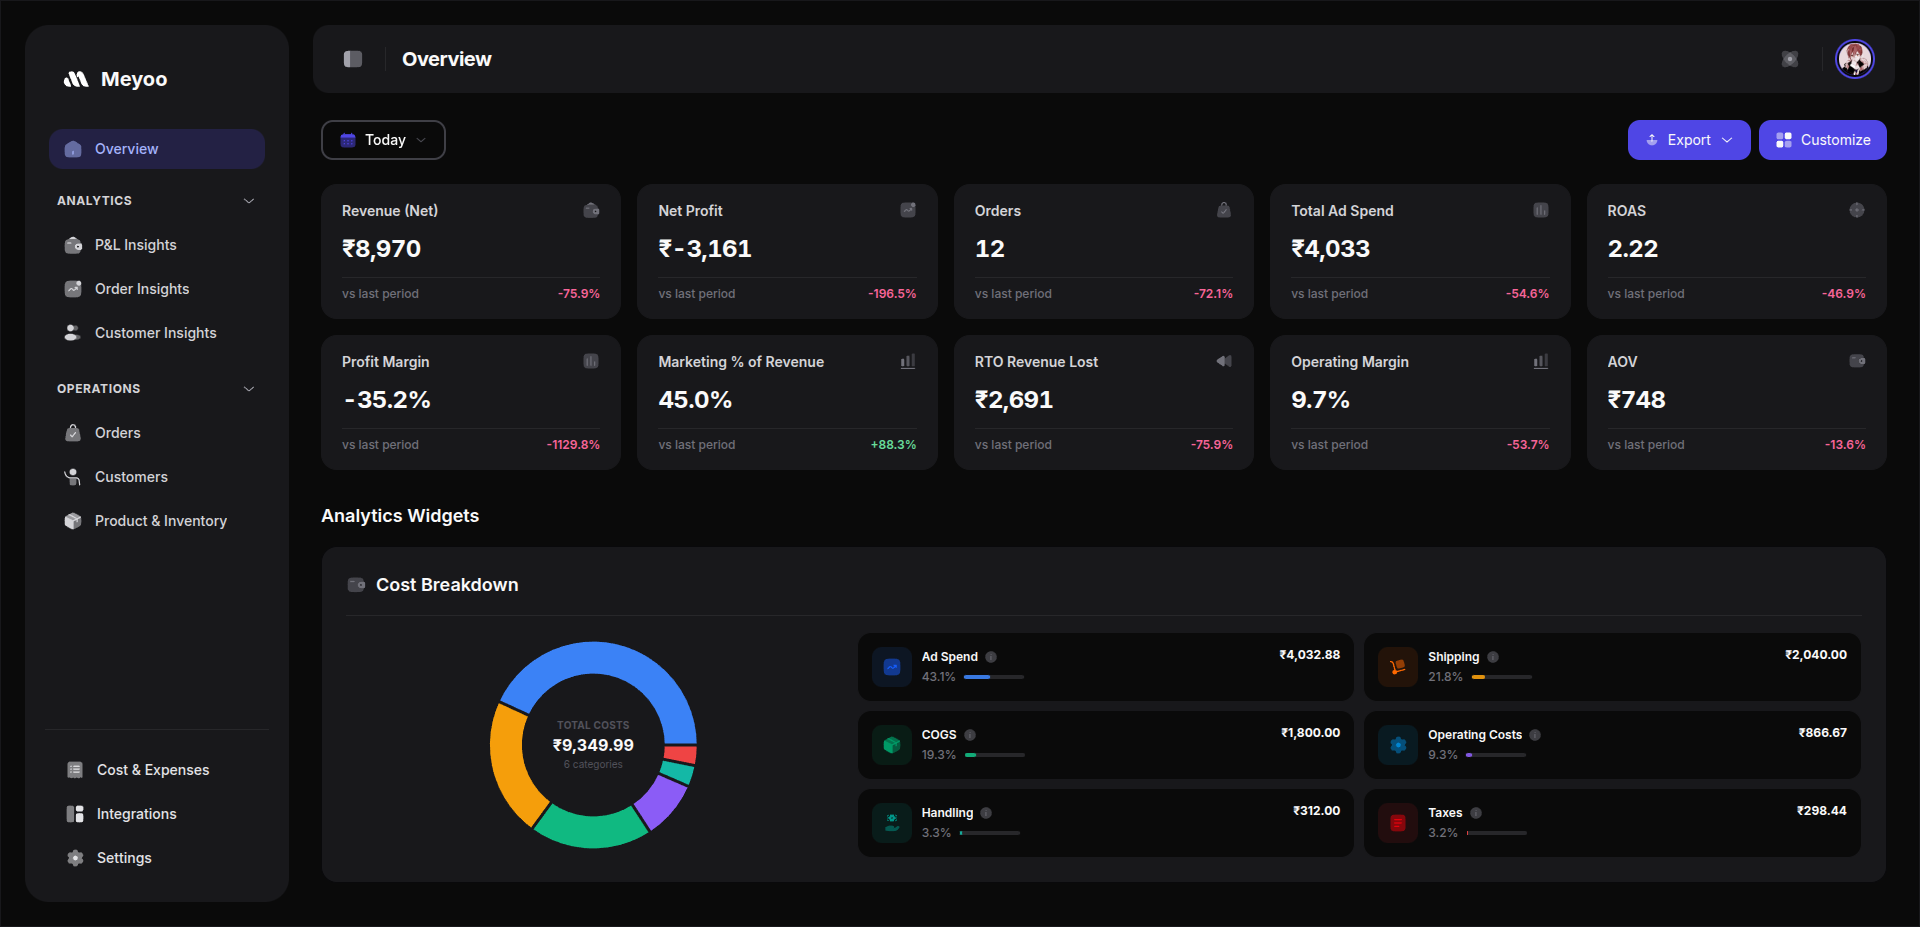 Meyoo
Overview
ANALYTICS
P&L Insights
Order Insights
Customer Insights
OPERATIONS
Orders
Customers
Product & Inventory
Cost & Expenses
Integrations
Settings
Overview
Today
Export
Customize
Revenue (Net)
₹8,970
vs last period -75.9%
Net Profit
₹-3,161
vs last period -196.5%
Orders
12
vs last period -72.1%
Total Ad Spend
₹4,033
vs last period -54.6%
ROAS
2.22
vs last period -46.9%
Profit Margin
-35.2%
vs last period -1129.8%
Marketing % of Revenue
45.0%
vs last period +88.3%
RTO Revenue Lost
₹2,691
vs last period -75.9%
Operating Margin
9.7%
vs last period -53.7%
AOV
₹748
vs last period -13.6%
Analytics Widgets
Cost Breakdown
TOTAL COSTS
₹9,349.99
6 categories
Ad Spend ₹4,032.88
43.1%
Shipping ₹2,040.00
21.8%
COGS ₹1,800.00
19.3%
Operating Costs ₹866.67
9.3%
Handling ₹312.00
3.3%
Taxes ₹298.44
3.2%